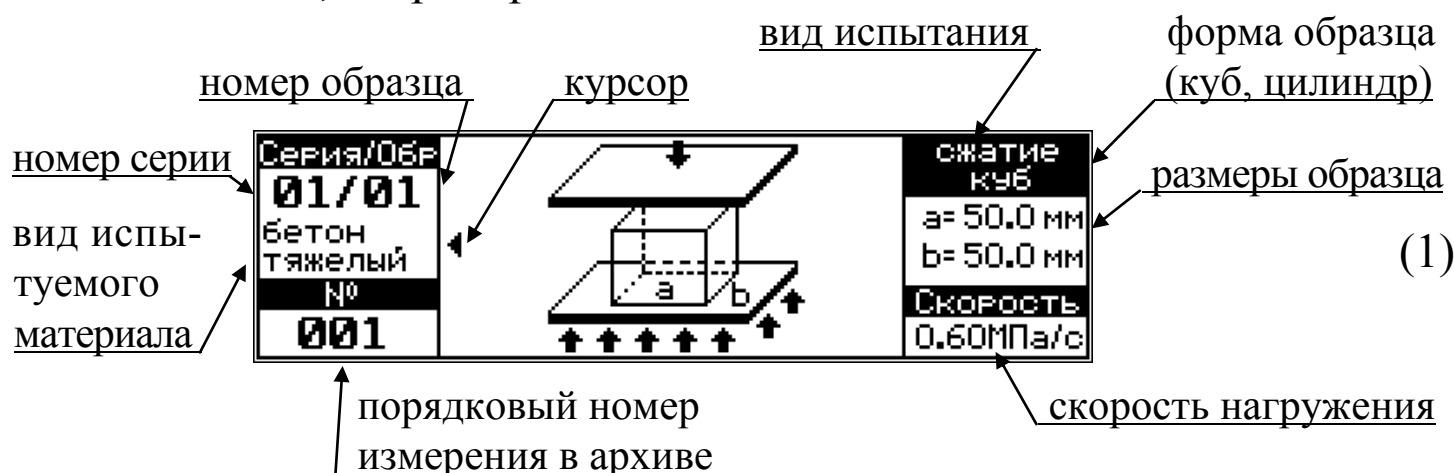 вид испытания
форма образца
(куб, цилиндр)
номер образца
курсор
номер серии
размеры образца
вид испы-
туемого
материала
Серия/Обр
01/01
бетон
тяжелый
№
001
a
b
сжатие
куб
a= 50.0 мм
b= 50.0 мм
Скорость
0.60МПа/с
(1)
порядковый номер
измерения в архиве
скорость нагружения